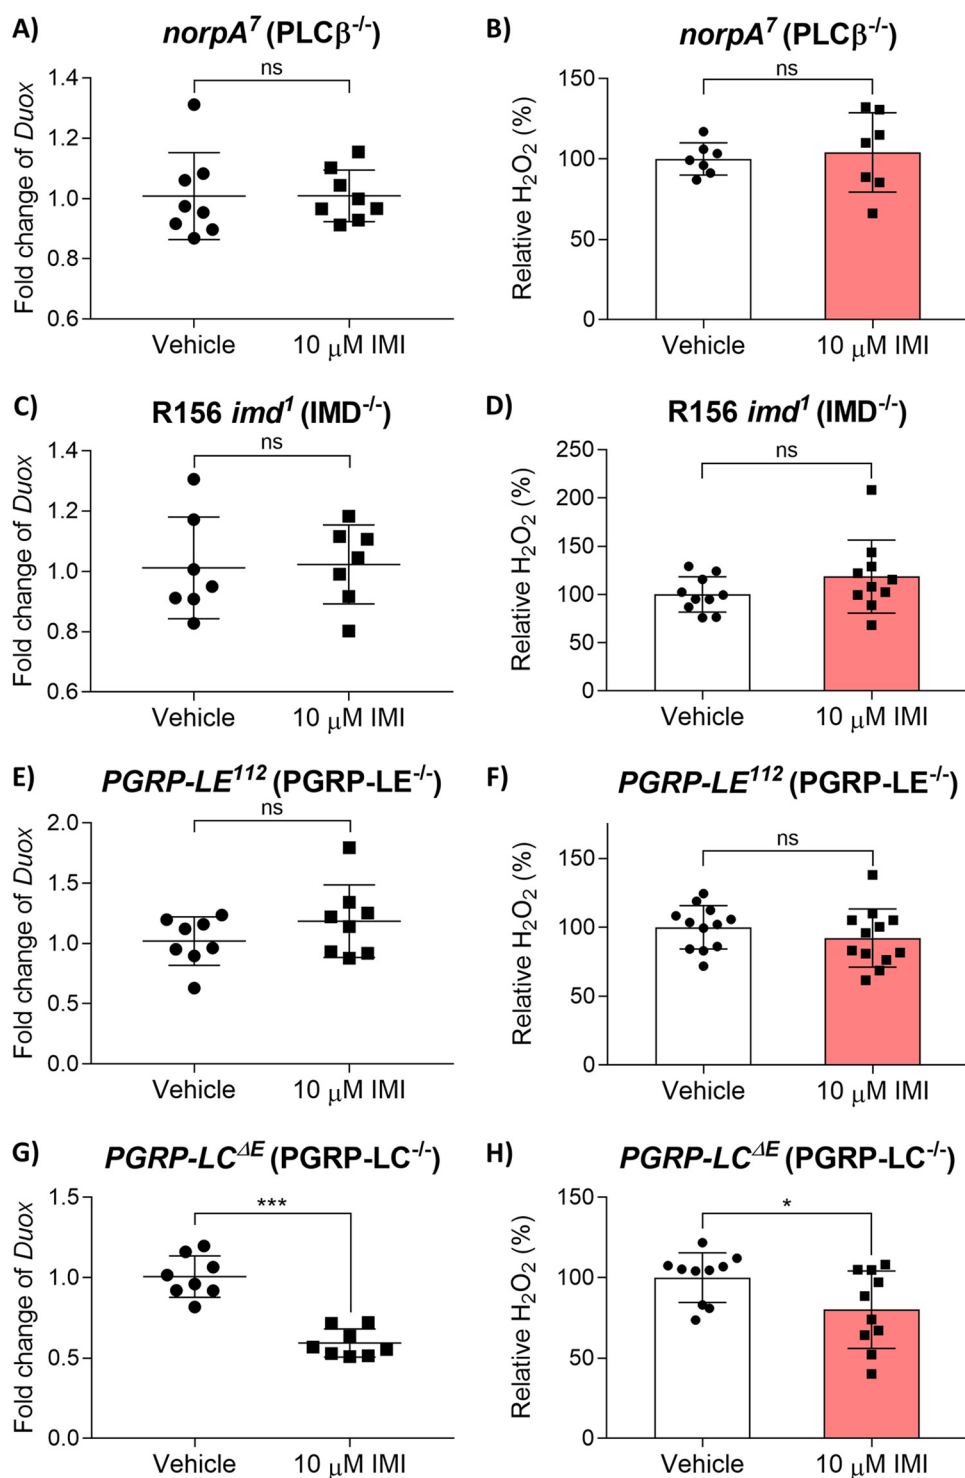 A) norpA⁷ (PLCβ⁻/⁻)
ns
Fold change of Duox
1.4
1.2
1.0
0.8
0.6
Vehicle 10 μM IMI
B) norpA⁷ (PLCβ⁻/⁻)
ns
Relative H₂O₂ (%)
150
100
50
0
Vehicle 10 μM IMI
C) R156 imd¹ (IMD⁻/⁻)
ns
Fold change of Duox
1.4
1.2
1.0
0.8
0.6
Vehicle 10 μM IMI
D) R156 imd¹ (IMD⁻/⁻)
ns
Relative H₂O₂ (%)
250
200
150
100
50
0
Vehicle 10 μM IMI
E) PGRP-LE¹¹² (PGRP-LE⁻/⁻)
ns
Fold change of Duox
2.0
1.5
1.0
0.5
0.0
Vehicle 10 μM IMI
F) PGRP-LE¹¹² (PGRP-LE⁻/⁻)
ns
Relative H₂O₂ (%)
150
100
50
0
Vehicle 10 μM IMI
G) PGRP-LC^ΔE (PGRP-LC⁻/⁻)
***
Fold change of Duox
1.5
1.0
0.5
0.0
Vehicle 10 μM IMI
H) PGRP-LC^ΔE (PGRP-LC⁻/⁻)
*
Relative H₂O₂ (%)
150
100
50
0
Vehicle 10 μM IMI